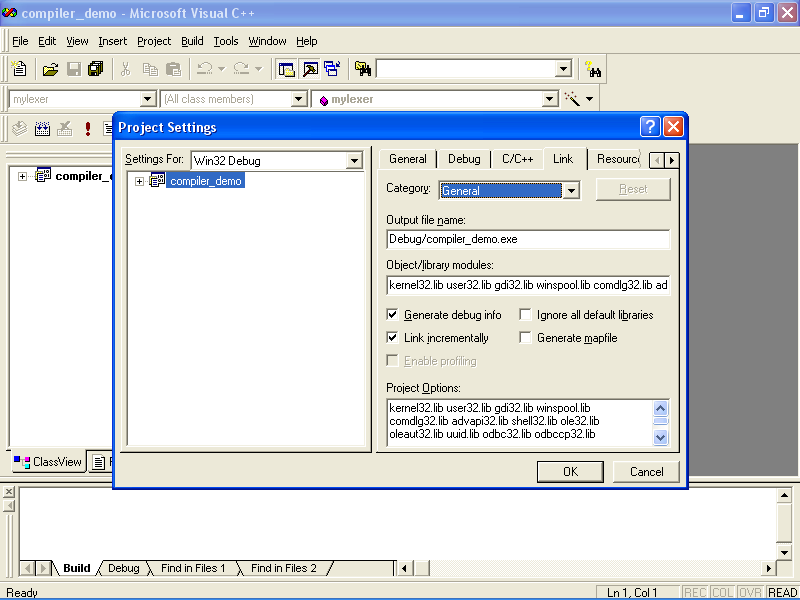 compiler_demo - Microsoft Visual C++
File Edit View Insert Project Build Tools Window Help
mylexer (All class members) mylexer
Project Settings
Settings For: Win32 Debug
General Debug C/C++ Link
compiler_demo
Category: General Reset
Output file name:
Debug/compiler_demo.exe
Object/library modules:
kernel32.lib user32.lib gdi32.lib winspool.lib comdlg32.lib ad
Generate debug info Ignore all default libraries
Link incrementally Generate mapfile
Enable profiling
Project Options:
kernel32.lib user32.lib gdi32.lib winspool.lib
comdlg32.lib advapi32.lib shell32.lib ole32.lib
oleaut32.lib uuid.lib odbc32.lib odbccp32.lib
OK Cancel
ClassView
Build Debug Find in Files 1 Find in Files 2
Ready Ln 1, Col 1 REC COL OVR READ